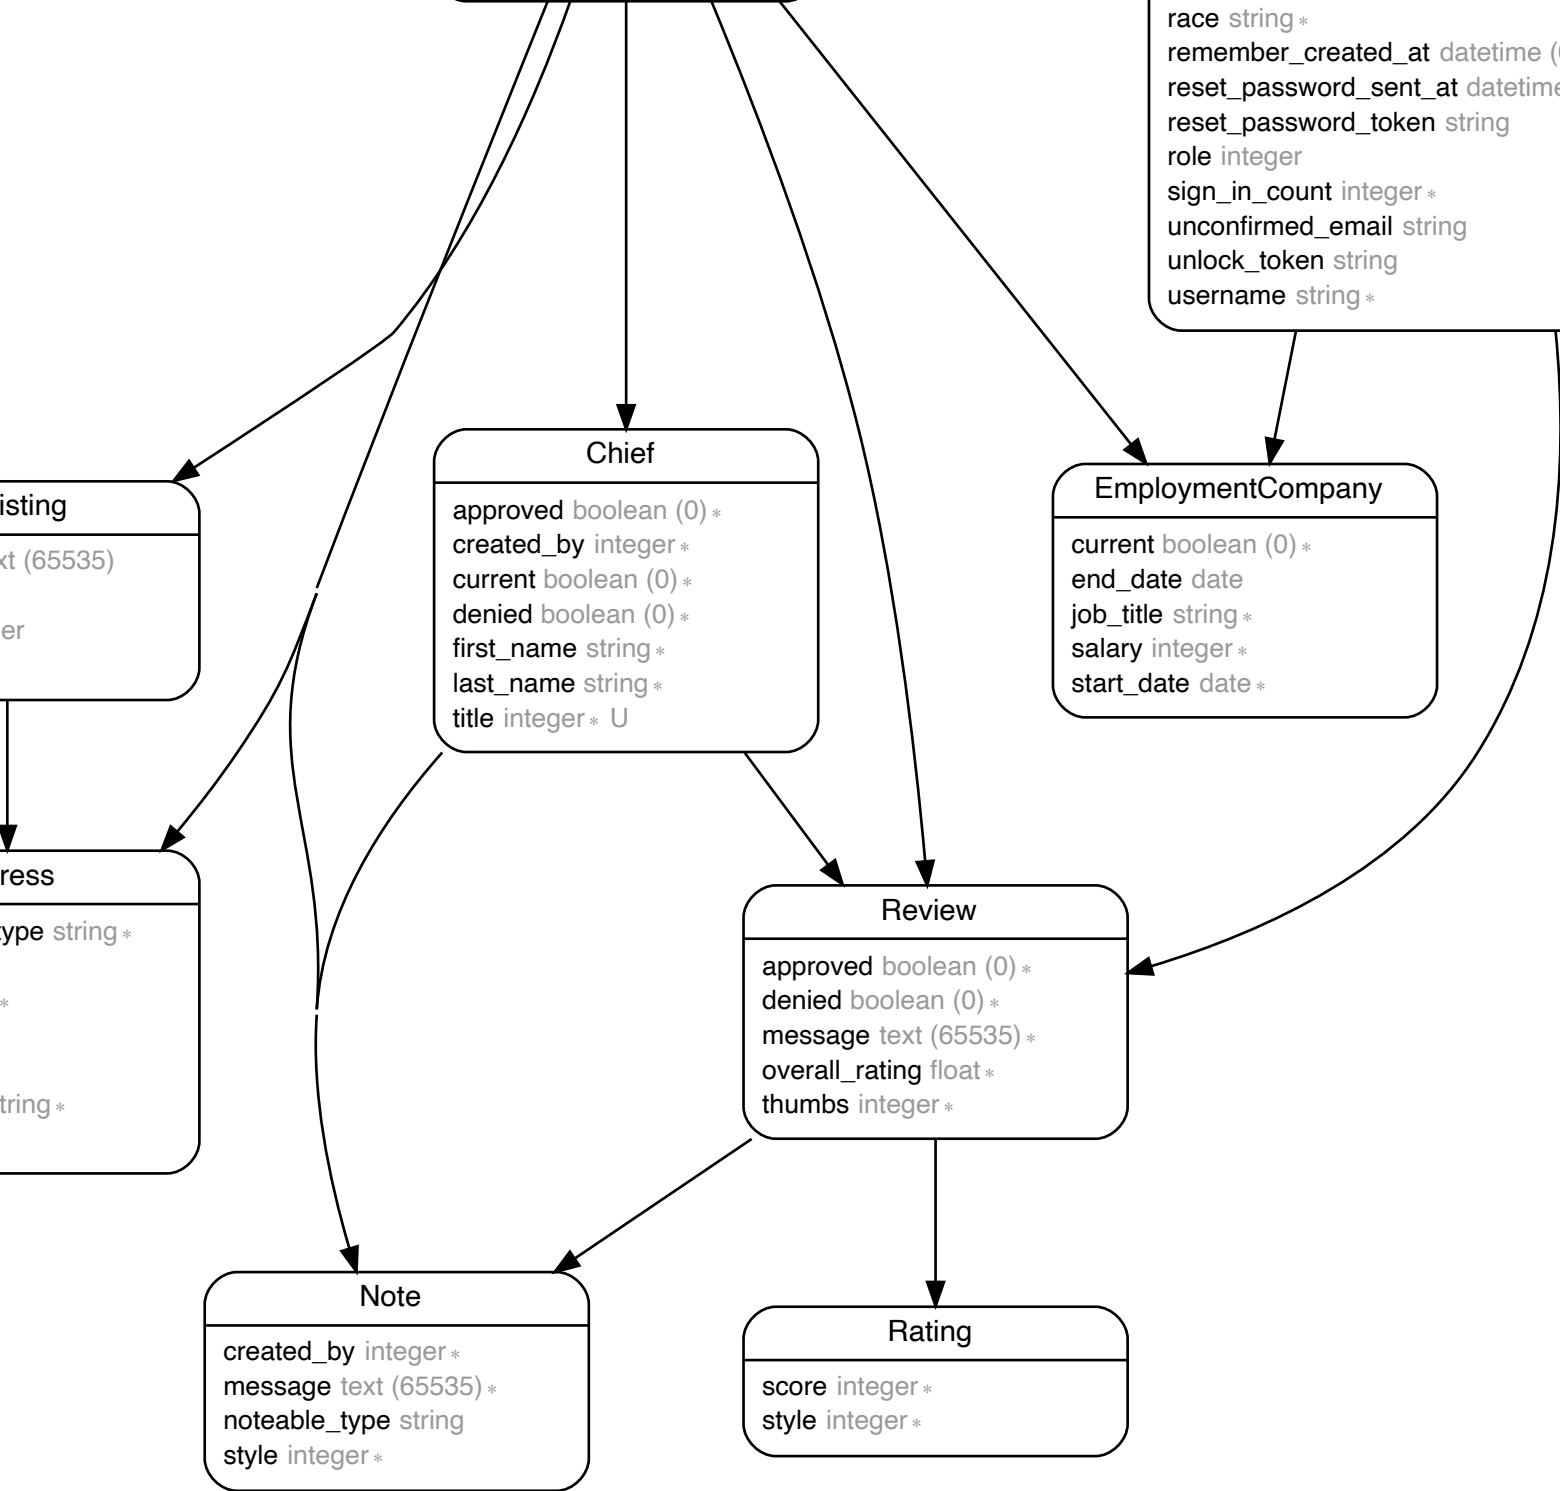 race string *
remember_created_at datetime (
reset_password_sent_at datetime
reset_password_token string
role integer
sign_in_count integer *
unconfirmed_email string
unlock_token string
username string *
isting
xt (65535)
er
Chief
approved boolean (0) *
created_by integer *
current boolean (0) *
denied boolean (0) *
first_name string *
last_name string *
title integer * U
EmploymentCompany
current boolean (0) *
end_date date
job_title string *
salary integer *
start_date date *
ress
type string *
*
tring *
Review
approved boolean (0) *
denied boolean (0) *
message text (65535) *
overall_rating float *
thumbs integer *
Note
created_by integer *
message text (65535) *
noteable_type string
style integer *
Rating
score integer *
style integer *